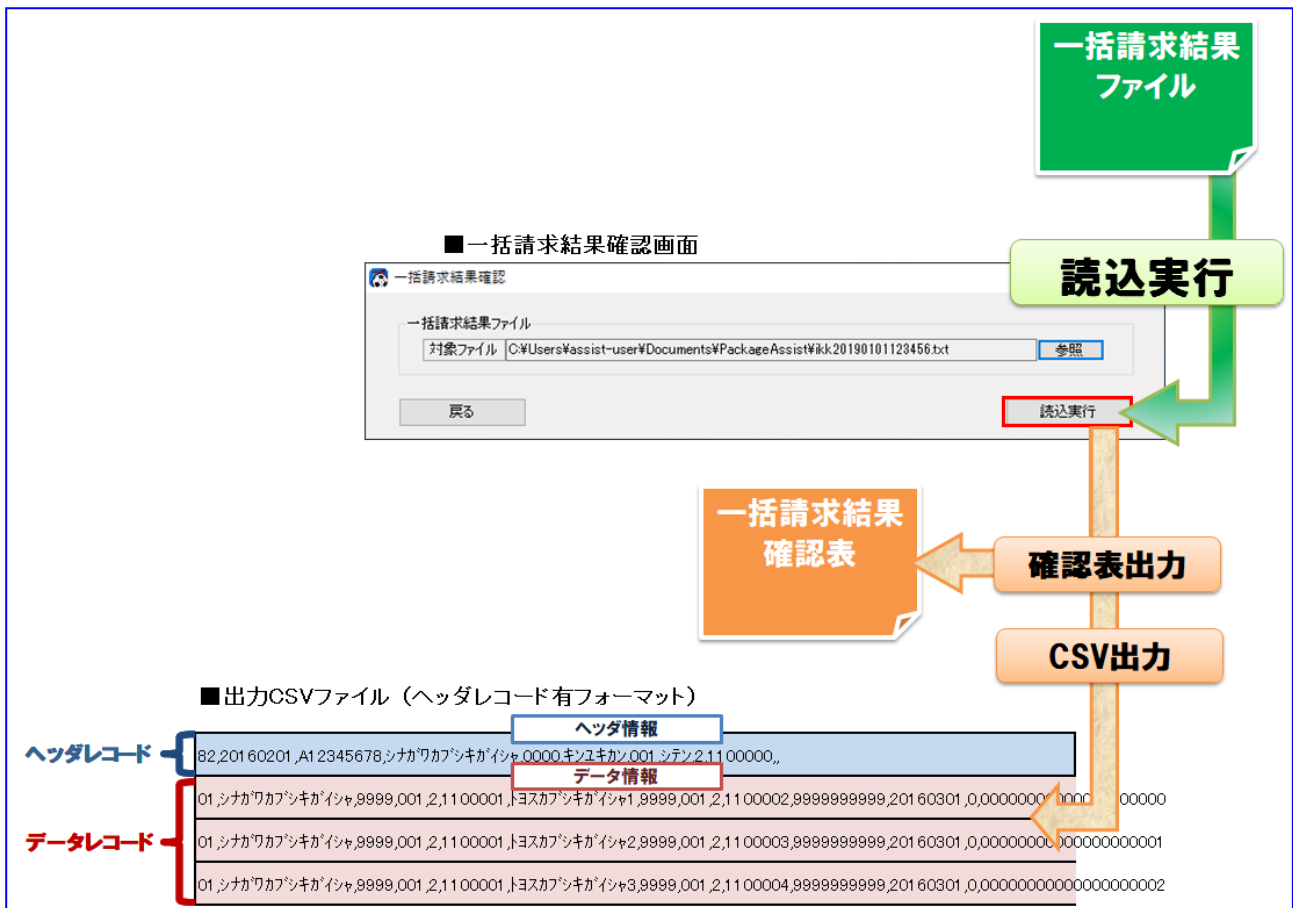 一括請求結果
ファイル
■一括請求結果確認画面
一括請求結果確認
読込実行
一括請求結果ファイル
対象ファイル C:¥Users¥assist-user¥Documents¥PackageAssist¥ikk20190101123456.txt 参照
戻る 読込実行
一括請求結果
確認表
確認表出力
CSV出力
■出力CSVファイル（ヘッダレコード有フォーマット）
ヘッダ情報
ヘッダレコード
82,20160201,A12345678,ｼﾅｶﾞﾜｶﾌﾞｼｷｶﾞｲｼｬ,0000,ｷﾝﾕｷｶﾝ,001,ｼﾃﾝ,2,1100000,,
データ情報
01,ｼﾅｶﾞﾜｶﾌﾞｼｷｶﾞｲｼｬ,9999,001,2,1100001,ﾄﾖｽｶﾌﾞｼｷｶﾞｲｼｬ1,9999,001,2,1100002,9999999999,20160301,0,
データレコード
01,ｼﾅｶﾞﾜｶﾌﾞｼｷｶﾞｲｼｬ,9999,001,2,1100001,ﾄﾖｽｶﾌﾞｼｷｶﾞｲｼｬ2,9999,001,2,1100003,9999999999,20160301,0,00000000000000000001
01,ｼﾅｶﾞﾜｶﾌﾞｼｷｶﾞｲｼｬ,9999,001,2,1100001,ﾄﾖｽｶﾌﾞｼｷｶﾞｲｼｬ3,9999,001,2,1100004,9999999999,20160301,0,00000000000000000002